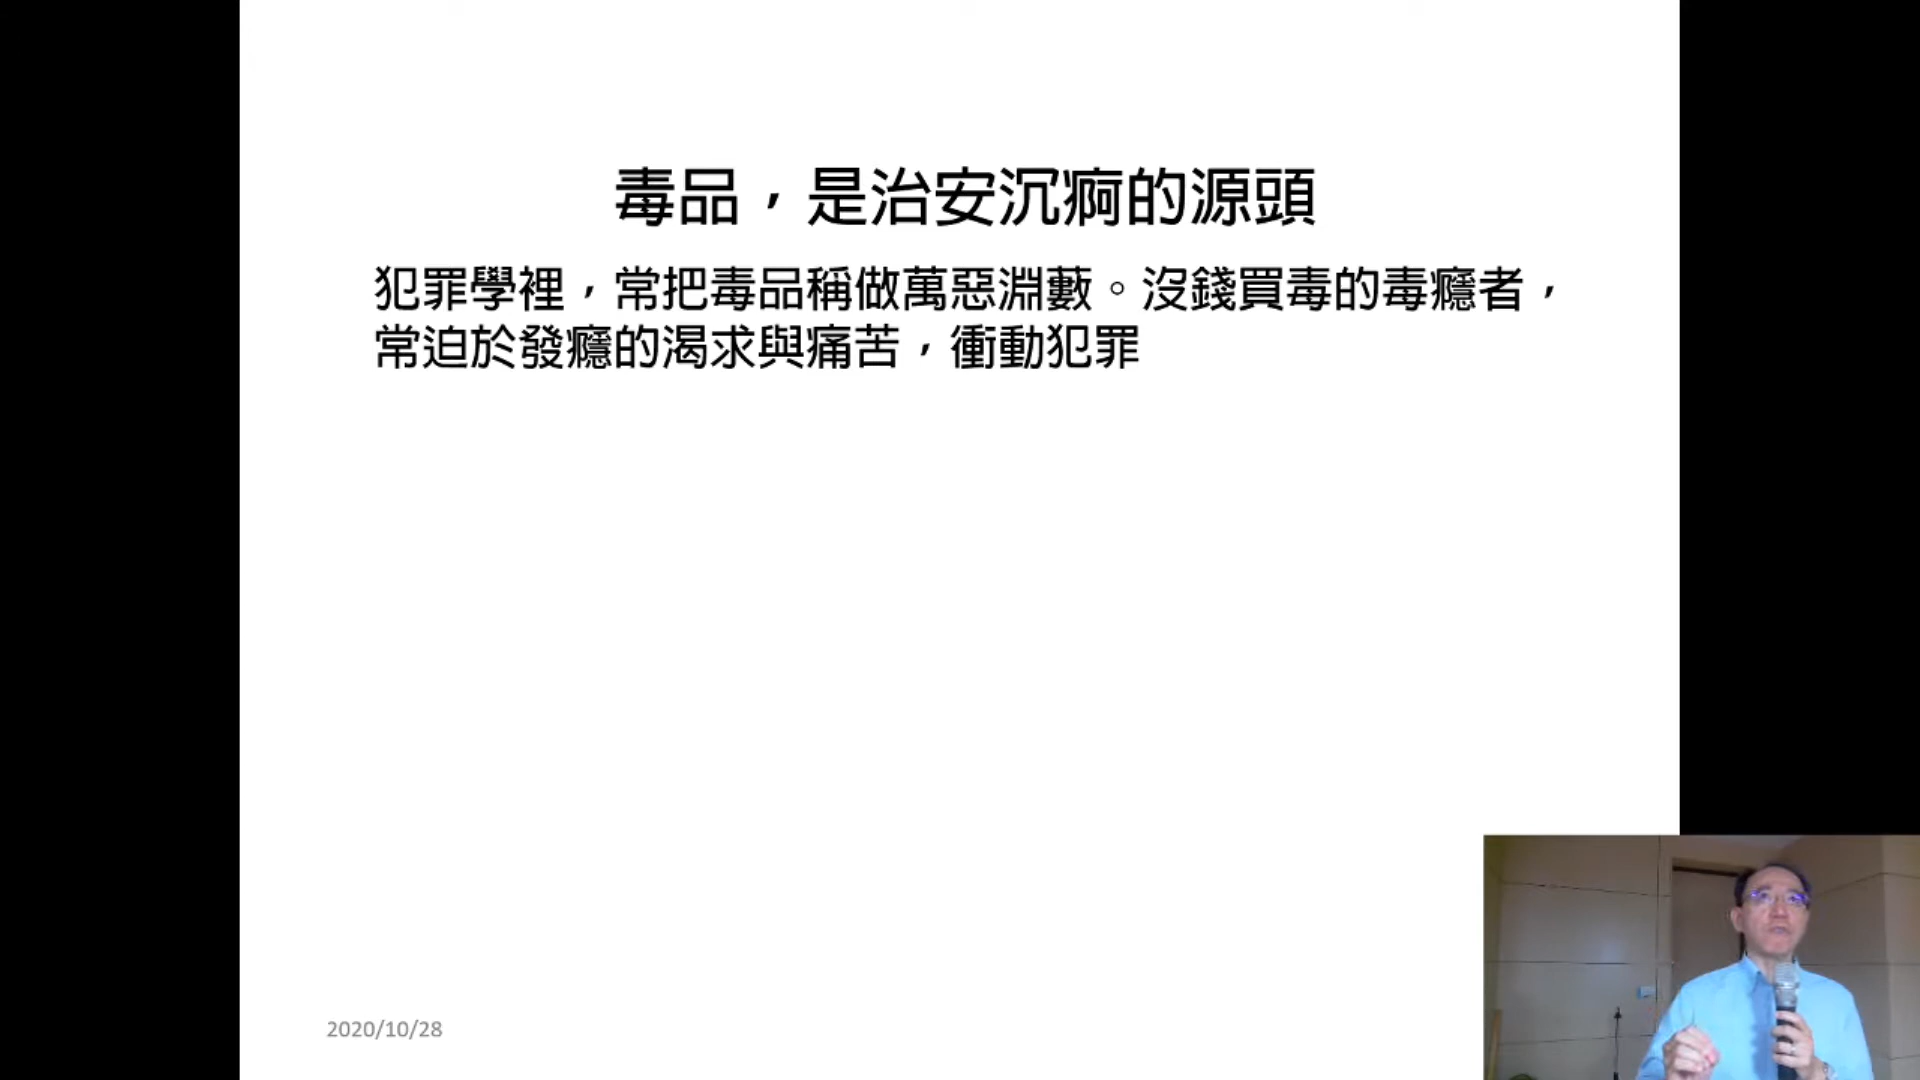 毒品，是治安沉痾的源頭
犯罪學裡，常把毒品稱做萬惡淵藪。沒錢買毒的毒癮者，
常迫於發癮的渴求與痛苦，衝動犯罪
2020/10/28